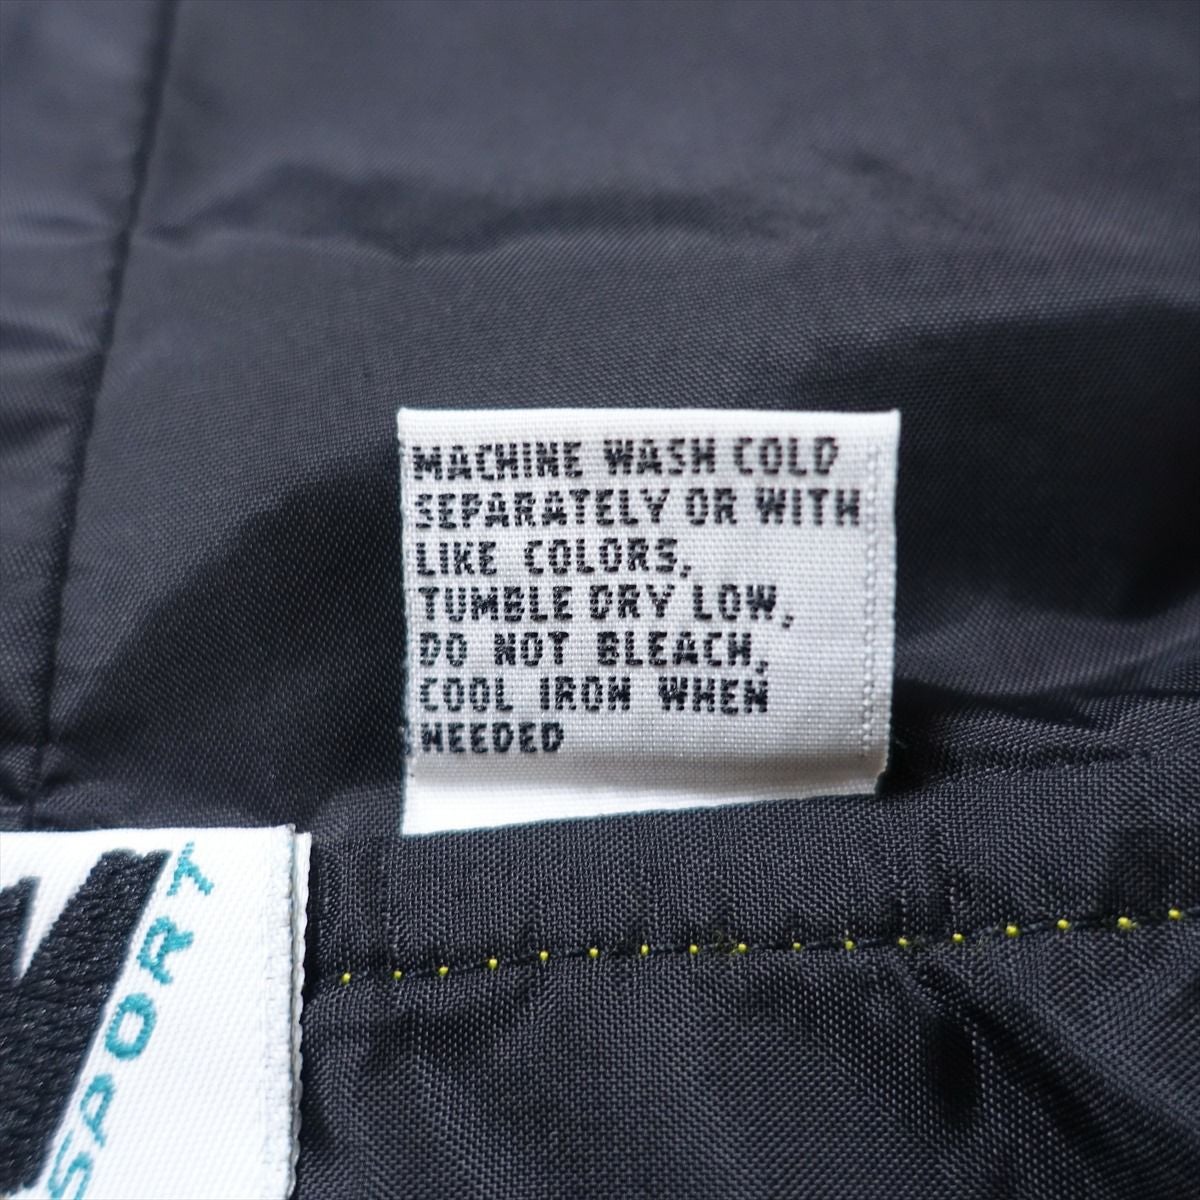 MACHINE WASH COLD
SEPARATELY OR WITH
LIKE COLORS,
TUMBLE DRY LOW,
DO NOT BLEACH,
COOL IRON WHEN
NEEDED
SPORT